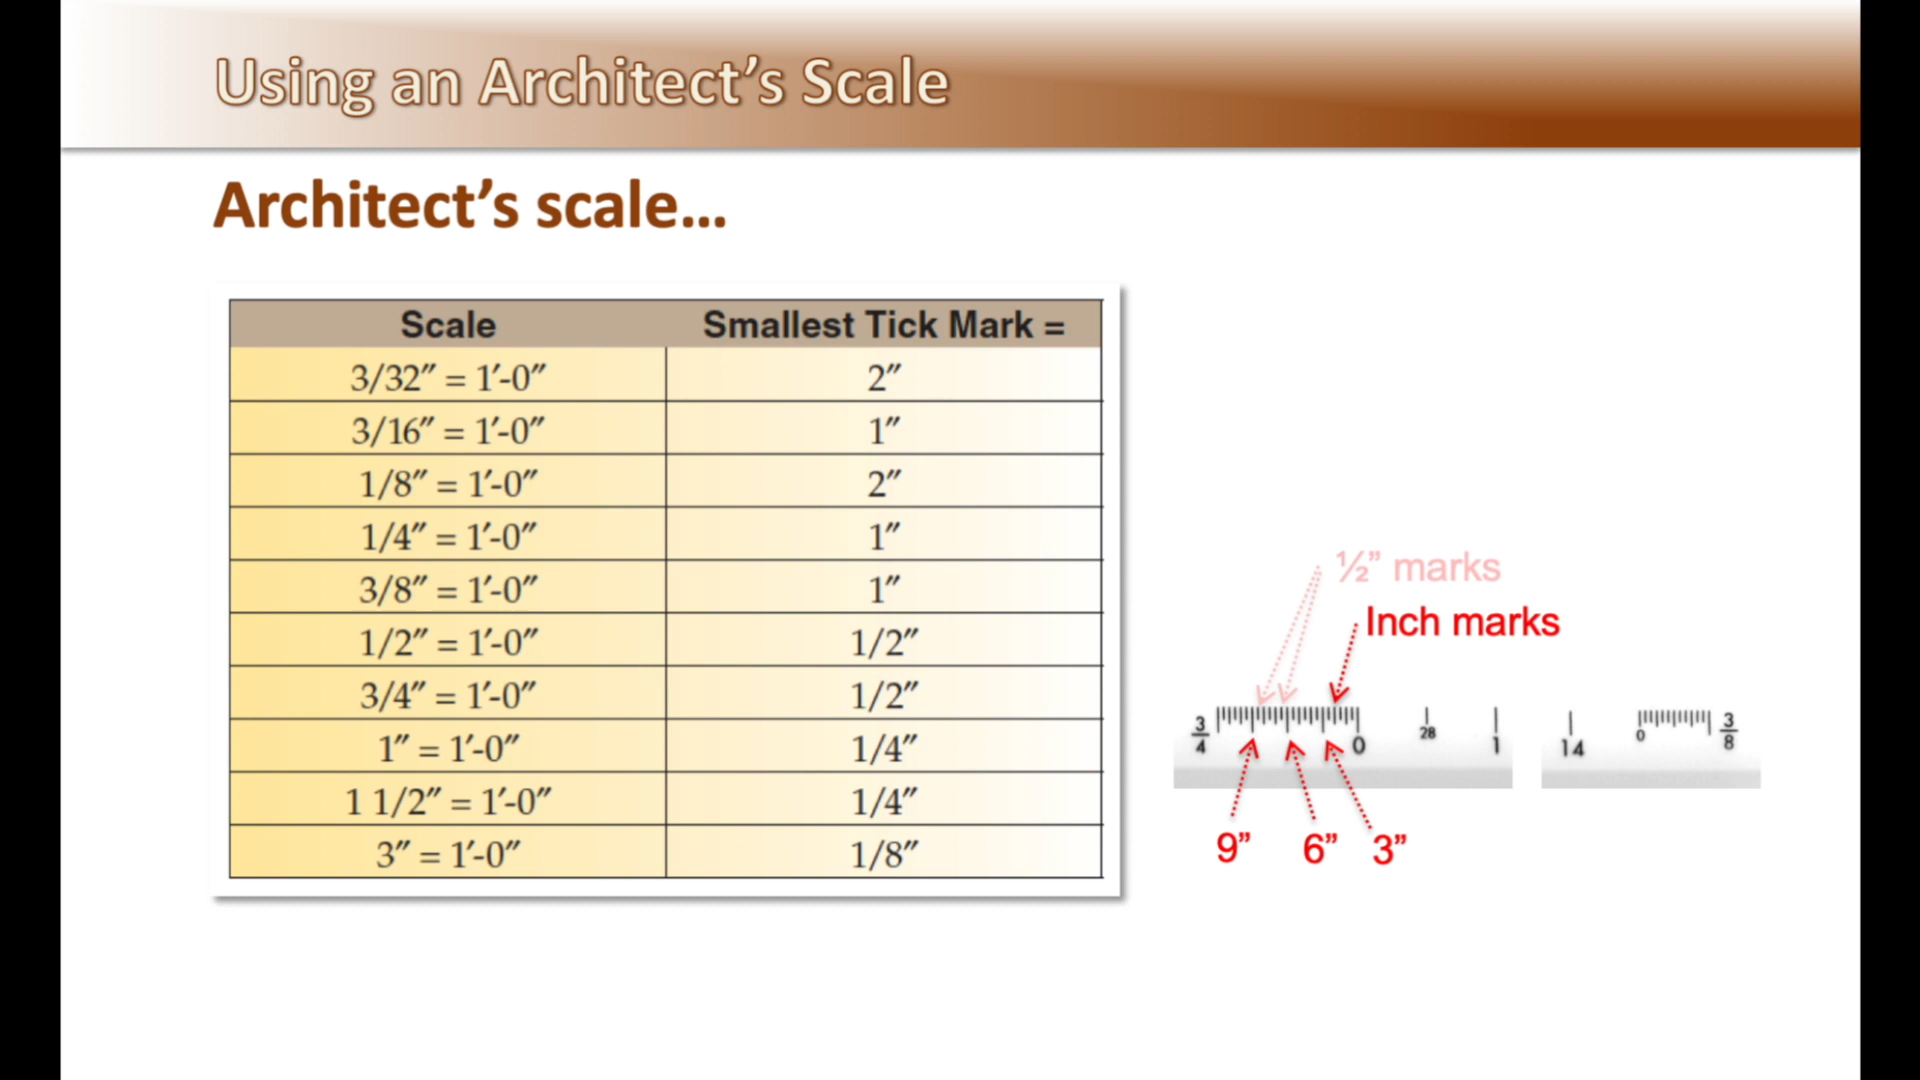 Using an Architect’s Scale
Architect’s scale...
Scale Smallest Tick Mark =
3/32″ = 1′-0″ 2″
3/16″ = 1′-0″ 1″
1/8″ = 1′-0″ 2″
1/4″ = 1′-0″ 1″
3/8″ = 1′-0″ 1″
1/2″ = 1′-0″ 1/2″
3/4″ = 1′-0″ 1/2″
1″ = 1′-0″ 1/4″
1 1/2″ = 1′-0″ 1/4″
3″ = 1′-0″ 1/8″
½” marks
Inch marks
3/4 0 28 1 14 0 3/8
9” 6” 3”